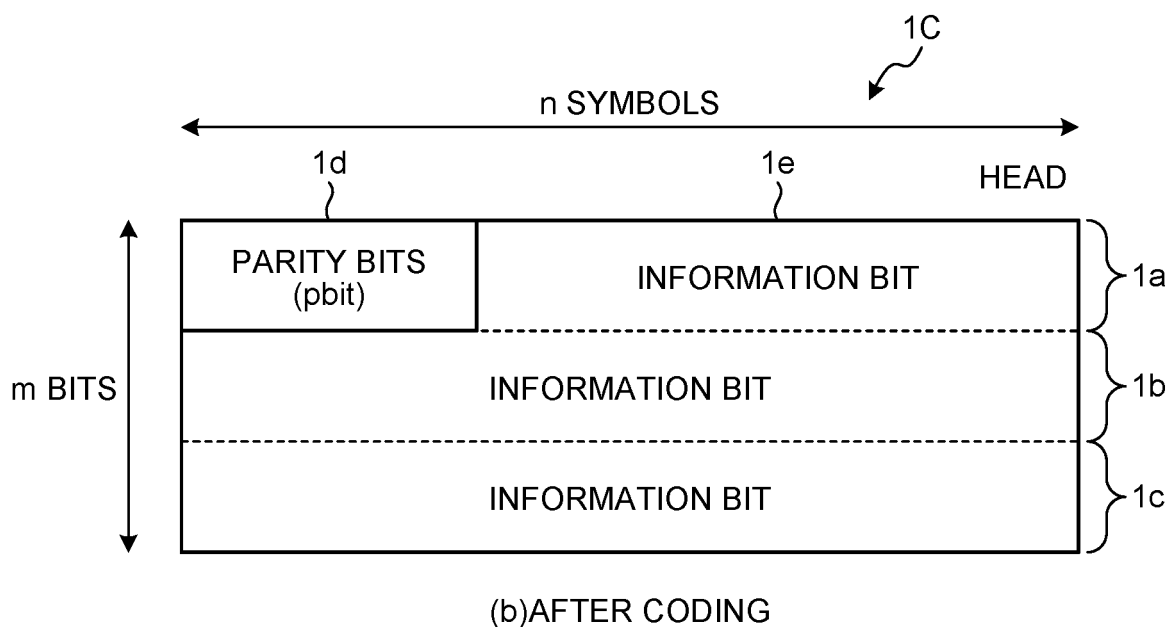 1C
n SYMBOLS
1d
1e
HEAD
PARITY BITS
(pbit)
INFORMATION BIT
1a
m BITS
INFORMATION BIT
1b
INFORMATION BIT
1c
(b)AFTER CODING